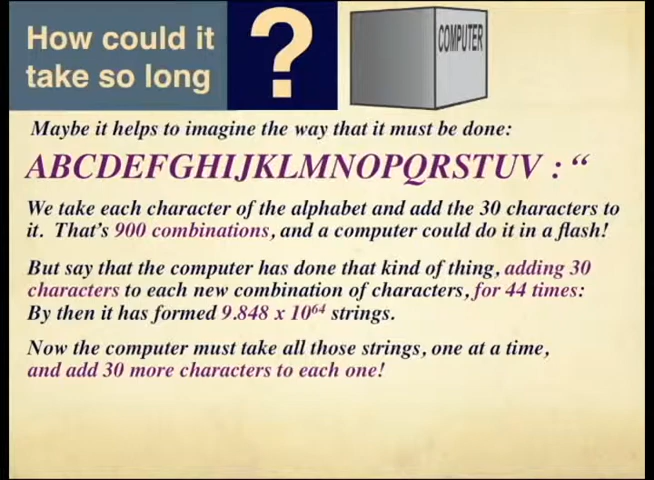 How could it
take so long
?
COMPUTER
Maybe it helps to imagine the way that it must be done:
ABCDEFGHIJKLMNOPQRSTUV : “
We take each character of the alphabet and add the 30 characters to
it. That's 900 combinations, and a computer could do it in a flash!
But say that the computer has done that kind of thing, adding 30
characters to each new combination of characters, for 44 times:
By then it has formed 9.848 x 10⁶⁴ strings.
Now the computer must take all those strings, one at a time,
and add 30 more characters to each one!